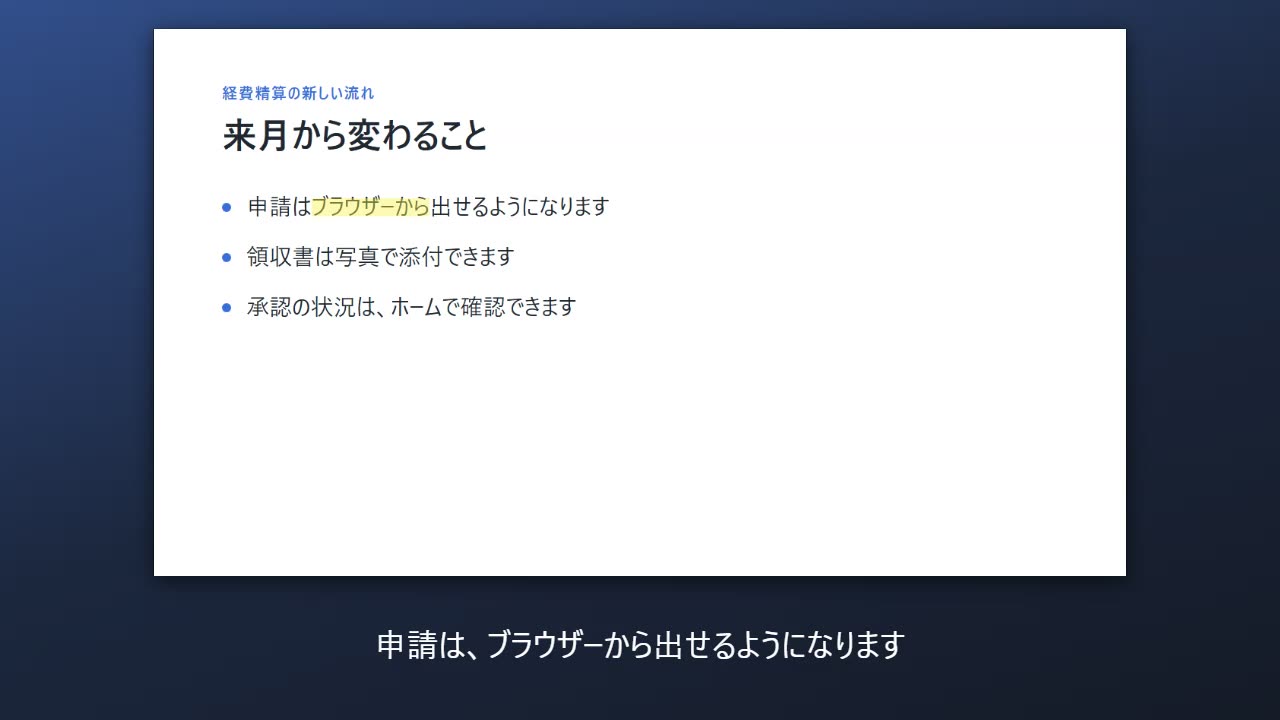 経費精算の新しい流れ
来月から変わること
申請はブラウザーから出せるようになります
領収書は写真で添付できます
承認の状況は、ホームで確認できます
申請は、ブラウザーから出せるようになります